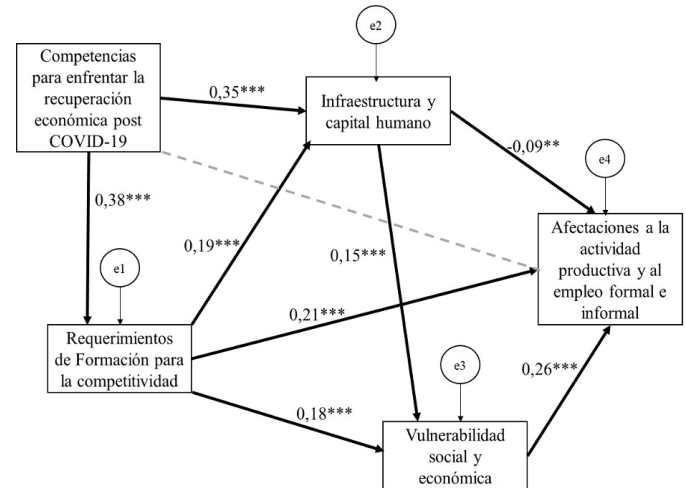 e2
Competencias
para enfrentar la
recuperación
económica post
COVID-19
0,35***
Infraestructura y
capital humano
-0,09**
e4
0,38***
0,19***
0,15***
Afectaciones a la
actividad
productiva y al
empleo formal e
informal
e1
0,21***
Requerimientos
de Formación para
la competitividad
e3
0,26***
0,18***
Vulnerabilidad
social y
económica